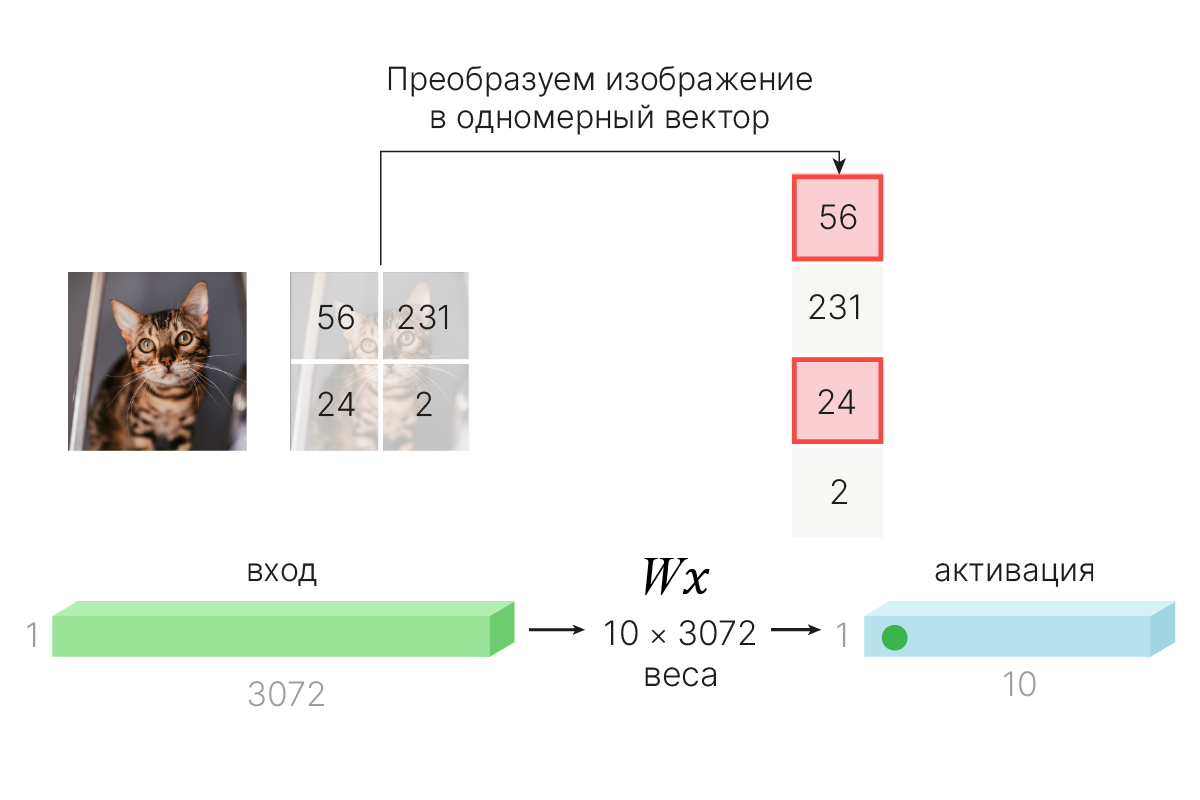 Преобразуем изображение
в одномерный вектор
56
231
24
2
56 231
24 2
вход
Wx
активация
1
10 × 3072
1
веса
3072
10